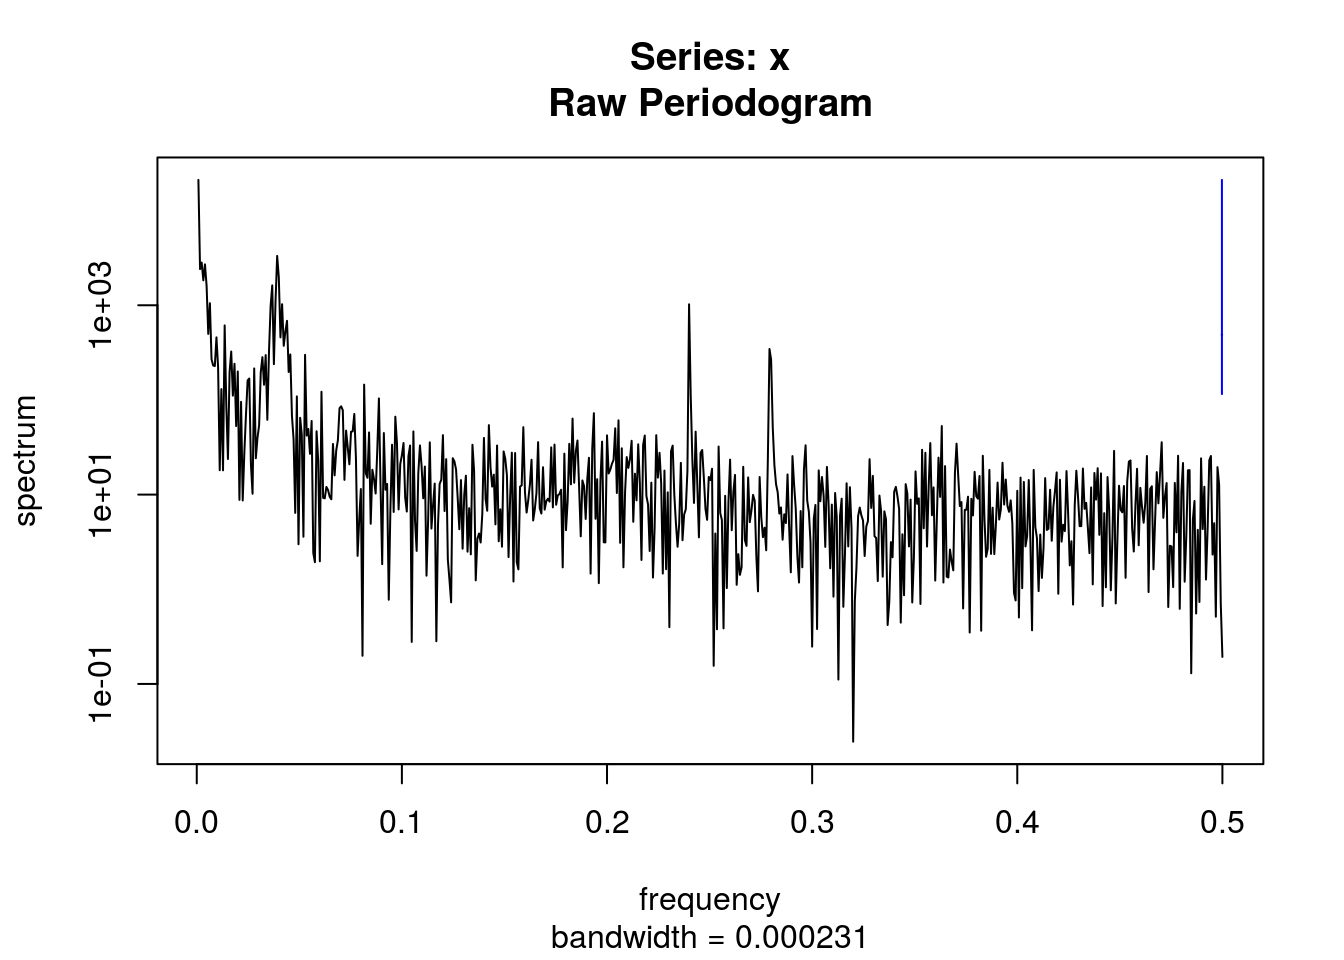 Series: x
Raw Periodogram
spectrum
1e+03
1e+01
1e-01
0.0 0.1 0.2 0.3 0.4 0.5
frequency
bandwidth = 0.000231